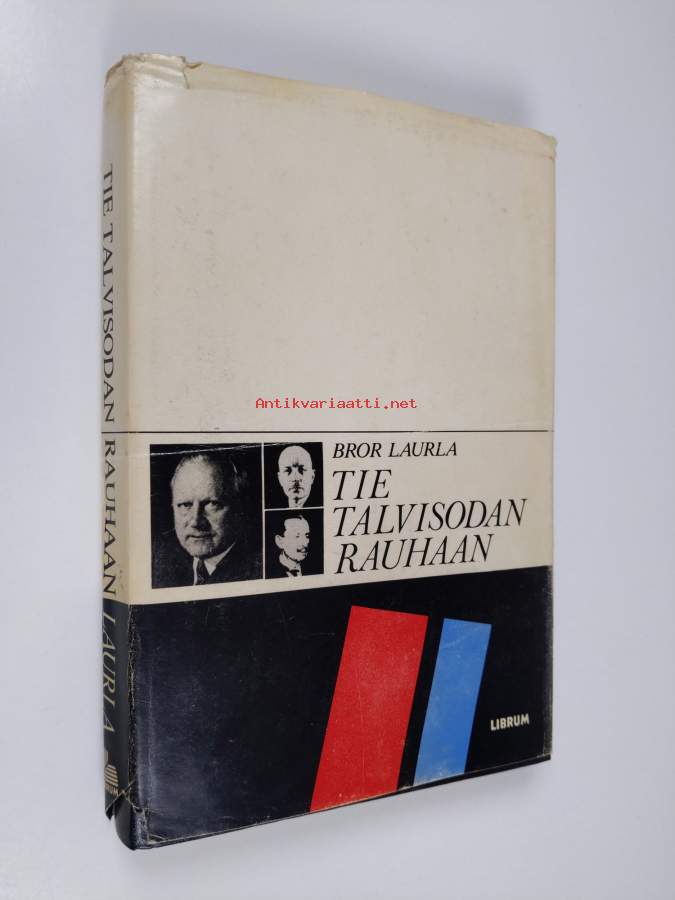 TIE TALVISODAN RAUHAAN LAURLA
Antikvariaatti.net
BROR LAURLA
TIE
TALVISODAN
RAUHAAN
LIBRUM